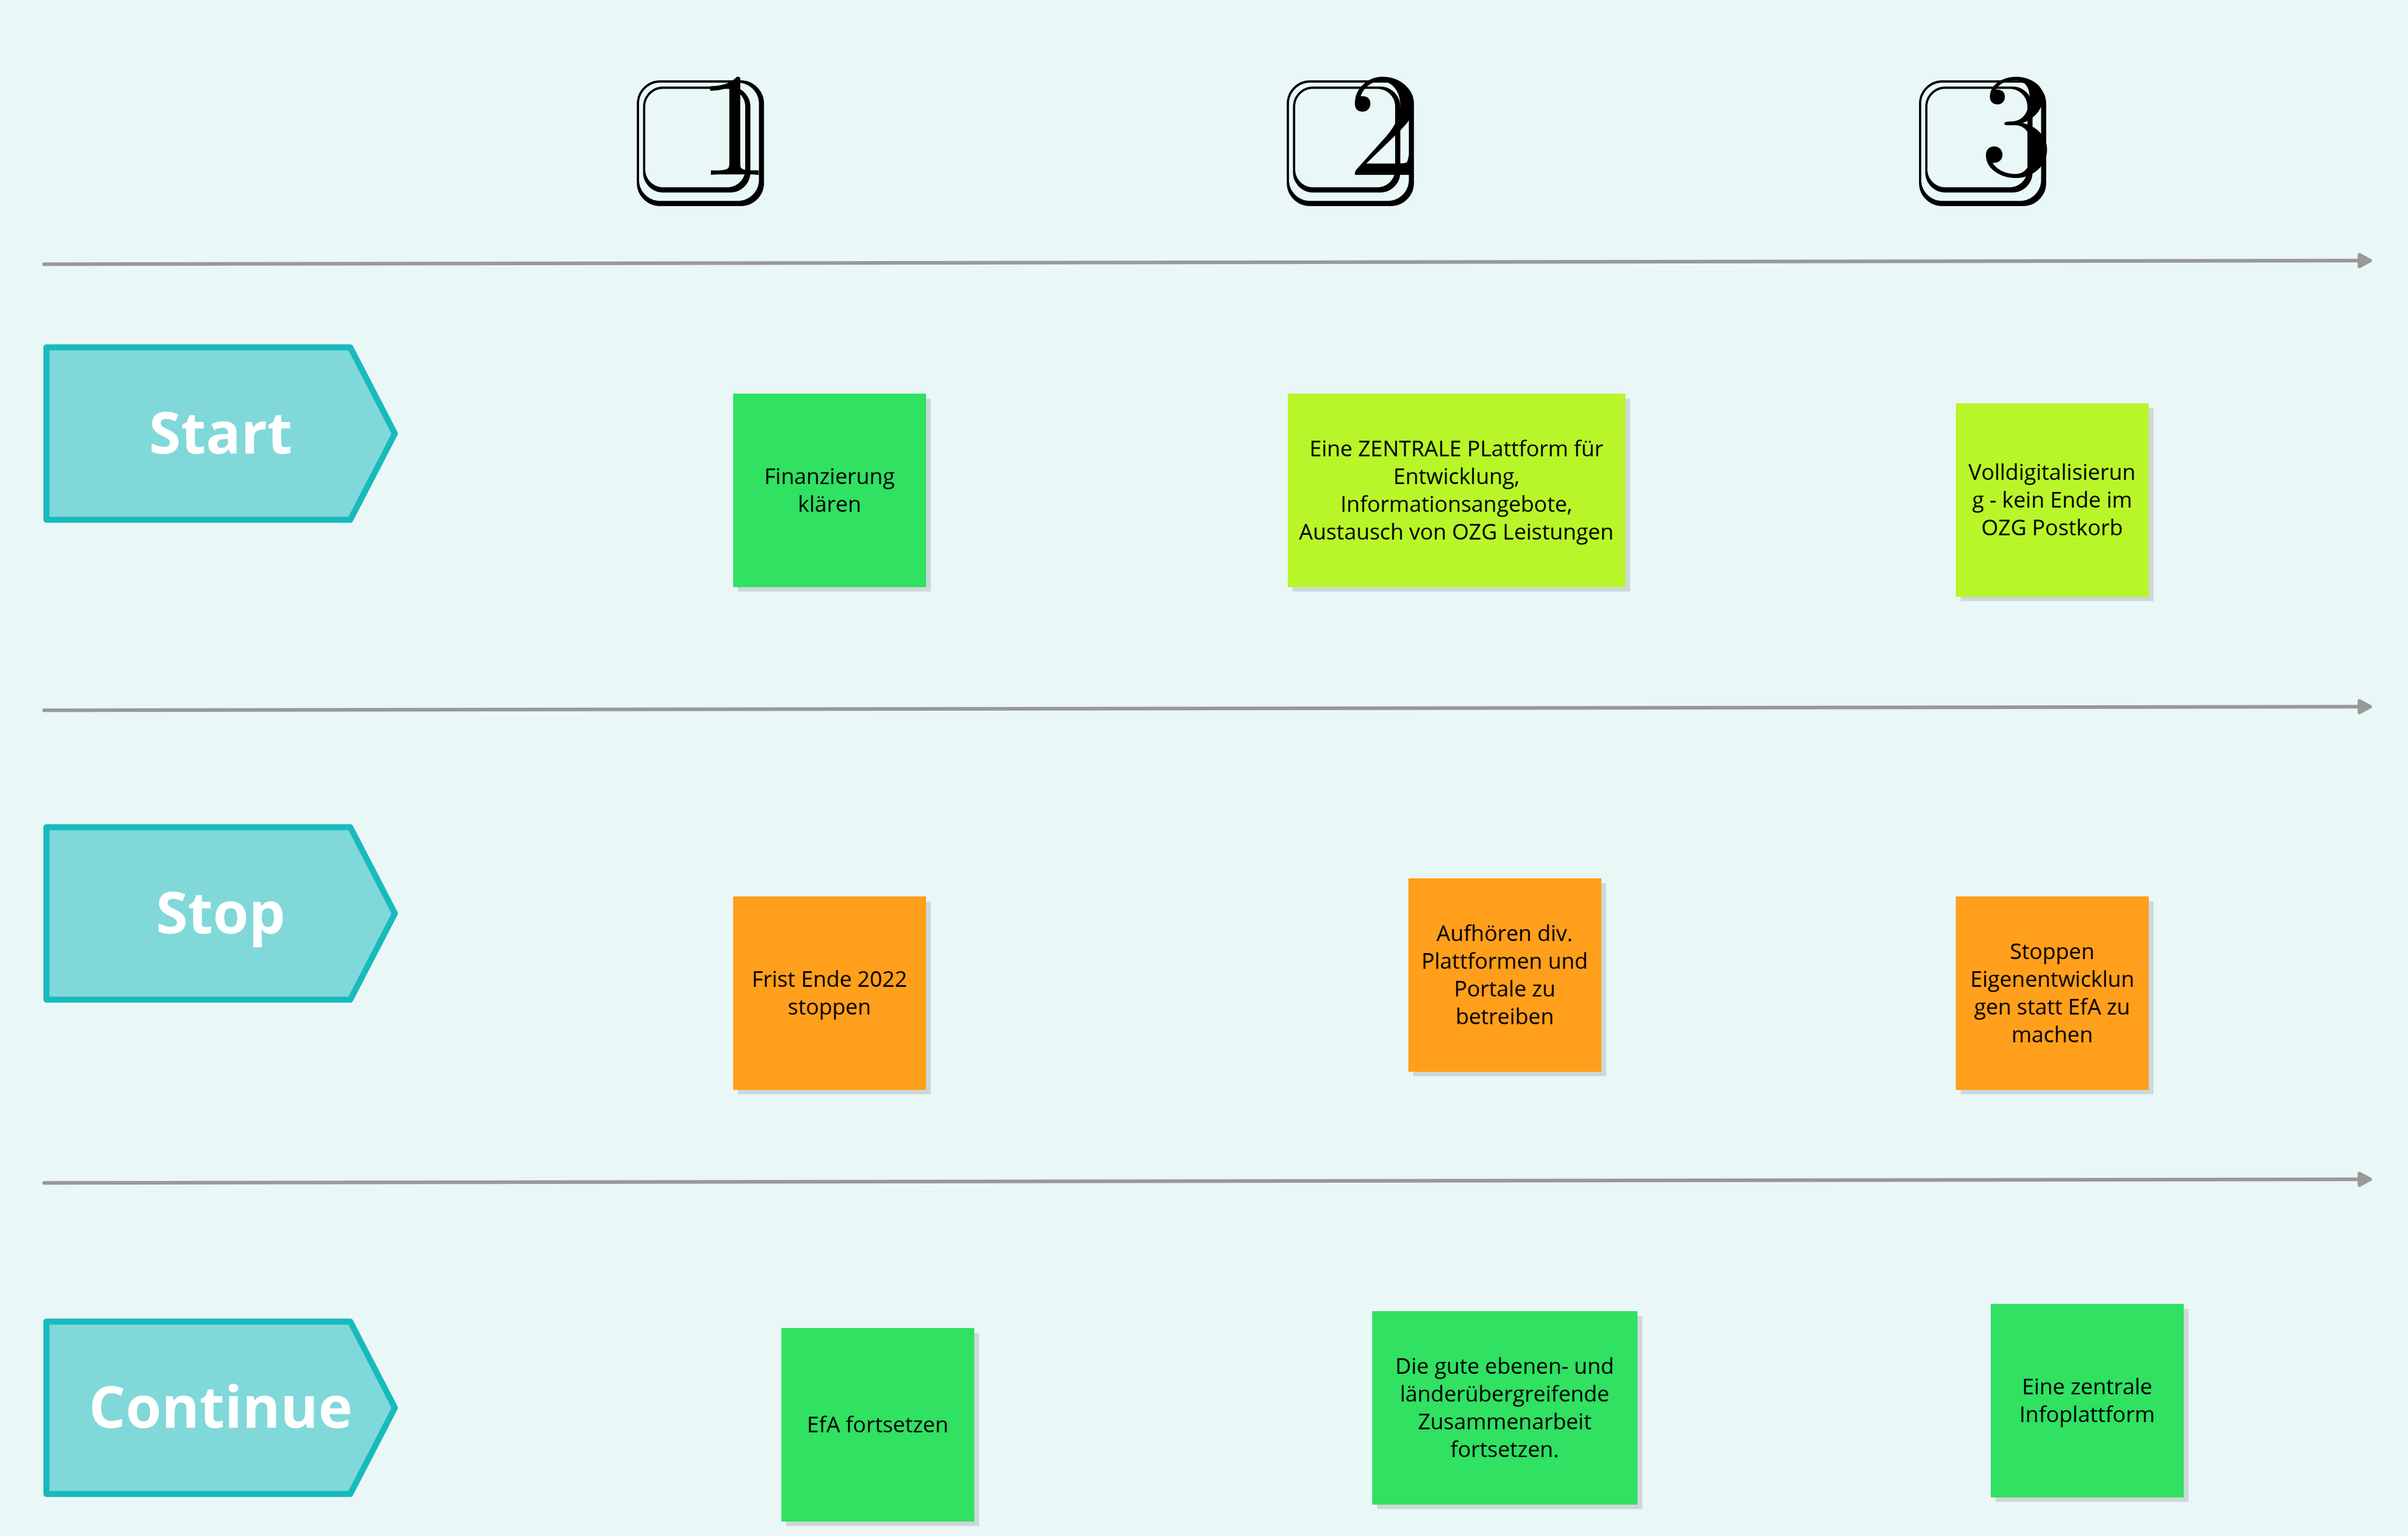 1
2
3
Start
Finanzierung
klären
Eine ZENTRALE PLattform für
Entwicklung,
Informationsangebote,
Austausch von OZG Leistungen
Volldigitalisierun
g - kein Ende im
OZG Postkorb
Stop
Frist Ende 2022
stoppen
Aufhören div.
Plattformen und
Portale zu
betreiben
Stoppen
Eigenentwicklun
gen statt EfA zu
machen
Continue
EfA fortsetzen
Die gute ebenen- und
länderübergreifende
Zusammenarbeit
fortsetzen.
Eine zentrale
Infoplattform